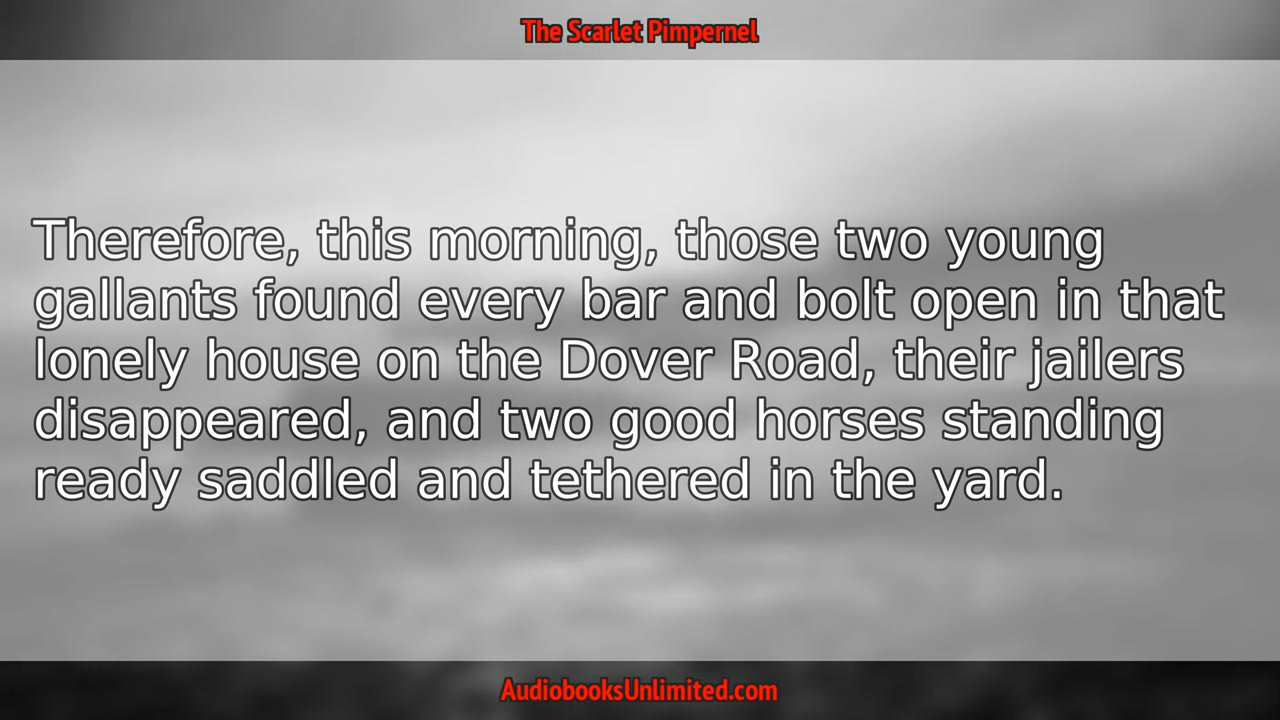 The Scarlet Pimpernel
Therefore, this morning, those two young
gallants found every bar and bolt open in that
lonely house on the Dover Road, their jailers
disappeared, and two good horses standing
ready saddled and tethered in the yard.
AudiobooksUnlimited.com